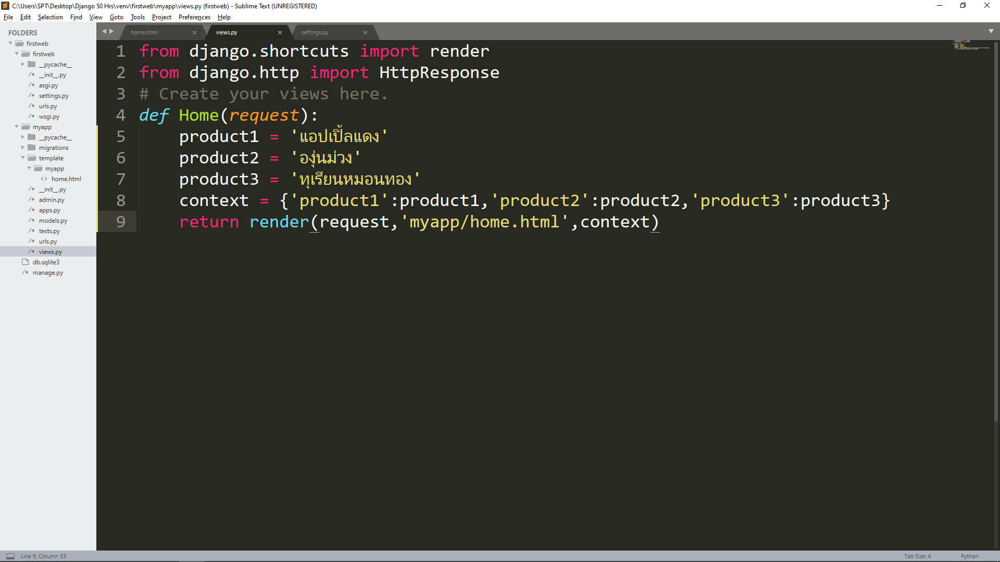 C:\Users\SPT\Desktop\Django 50 Hrs\venv\firstweb\myapp\views.py (firstweb) - Sublime Text (UNREGISTERED)
File Edit Selection Find View Goto Tools Project Preferences Help
FOLDERS
firstweb
firstweb
__pycache__
__init__.py
asgi.py
settings.py
urls.py
wsgi.py
myapp
__pycache__
migrations
template
myapp
home.html
__init__.py
admin.py
apps.py
models.py
tests.py
urls.py
views.py
db.sqlite3
manage.py
home.html views.py settings.py
1 from django.shortcuts import render
2 from django.http import HttpResponse
3 # Create your views here.
4 def Home(request):
5 product1 = 'แอปเปิ้ลแดง'
6 product2 = 'องุ่นม่วง'
7 product3 = 'ทุเรียนหมอนทอง'
8 context = {'product1':product1,'product2':product2,'product3':product3}
9 return render(request,'myapp/home.html',context)
Line 9, Column 53 Tab Size: 4 Python